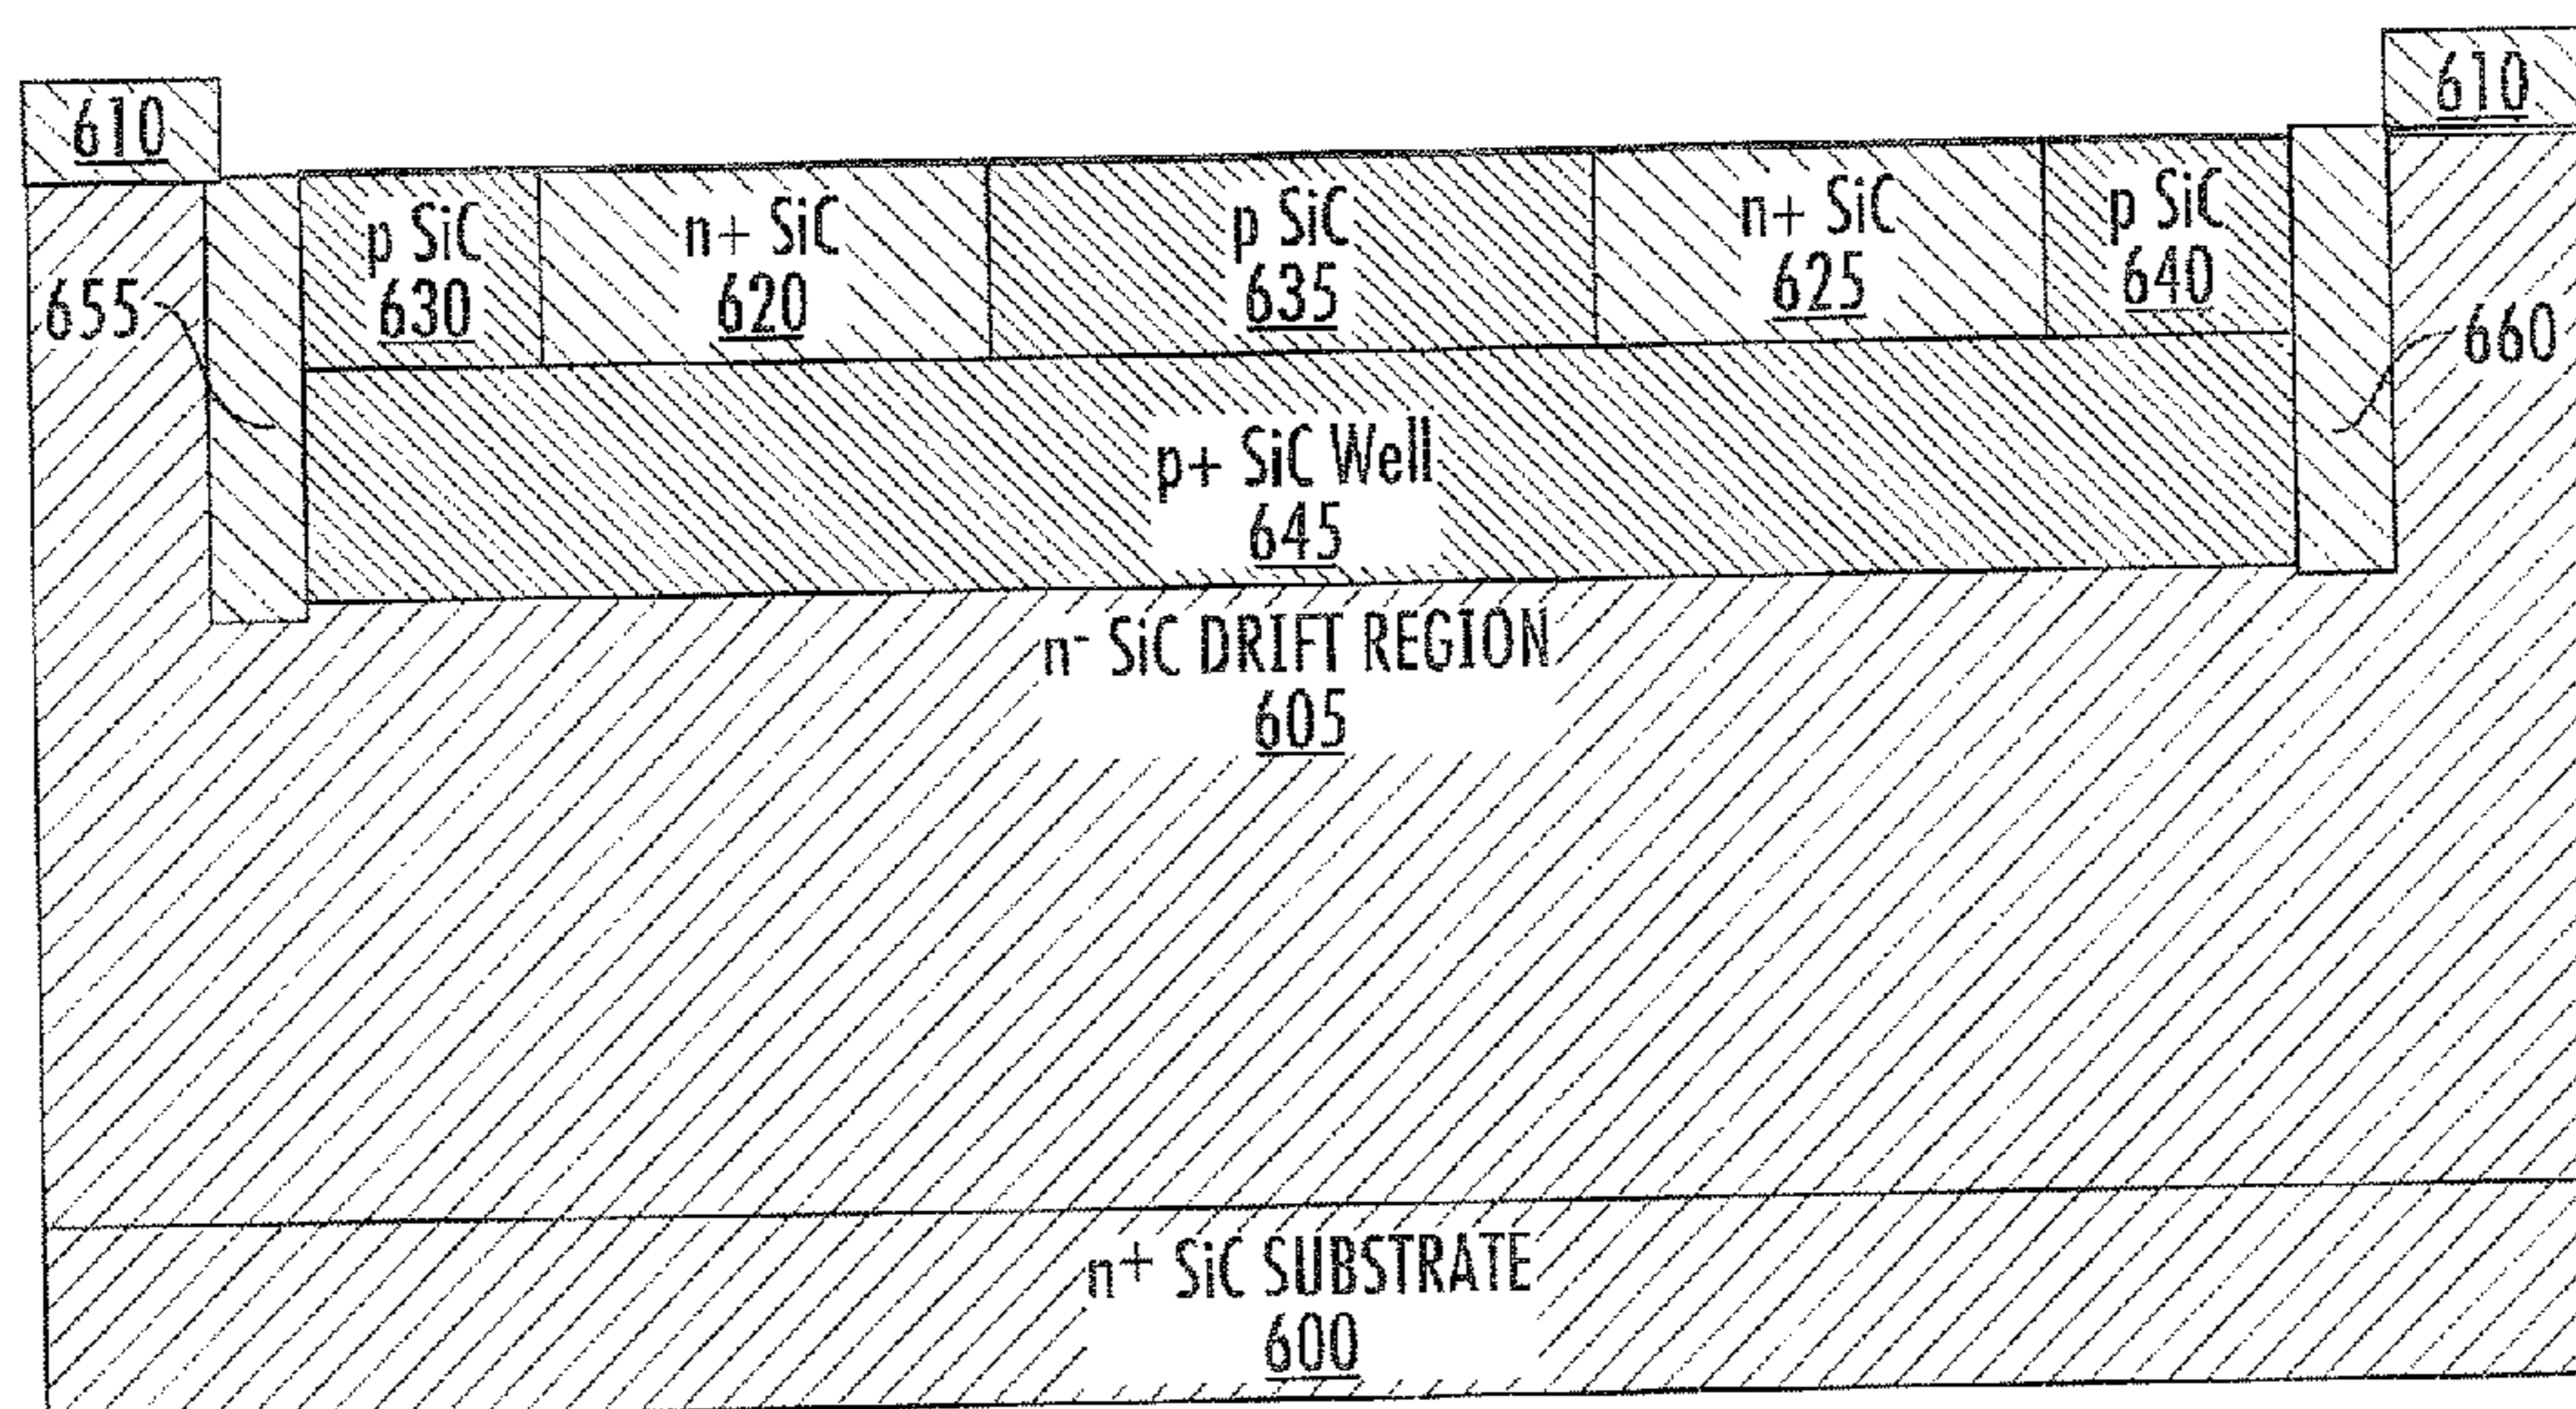 610
610
p SiC
630
n+ SiC
620
p SiC
635
n+ SiC
625
p SiC
640
655
660
p+ SiC Well
645
n- SiC DRIFT REGION
605
n+ SiC SUBSTRATE
600